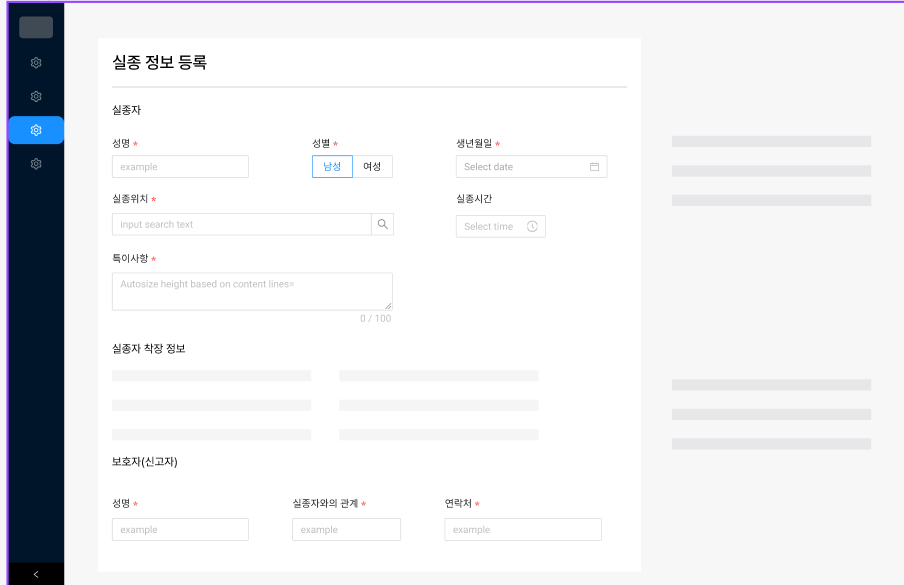 실종 정보 등록
실종자
성명 * 성별 * 생년월일 *
example 남성 여성 Select date
실종위치 * 실종시간
input search text Select time
특이사항 *
Autosize height based on content lines=
0 / 100
실종자 착장 정보
보호자(신고자)
성명 * 실종자와의 관계 * 연락처 *
example example example